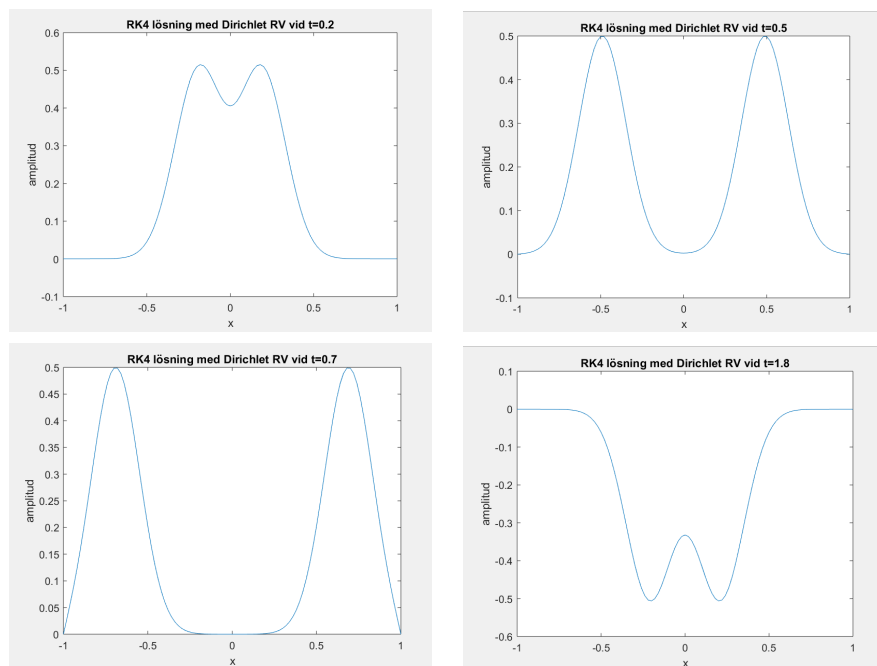 RK4 lösning med Dirichlet RV vid t=0.2
0.6
0.5
0.4
0.3
0.2
0.1
0
-0.1
amplitud
-1 -0.5 0 0.5 1
x
RK4 lösning med Dirichlet RV vid t=0.5
0.5
0.4
0.3
0.2
0.1
0
-0.1
amplitud
-1 -0.5 0 0.5 1
x
RK4 lösning med Dirichlet RV vid t=0.7
0.5
0.45
0.4
0.35
0.3
0.25
0.2
0.15
0.1
0.05
0
amplitud
-1 -0.5 0 0.5 1
x
RK4 lösning med Dirichlet RV vid t=1.8
0.1
0
-0.1
-0.2
-0.3
-0.4
-0.5
-0.6
amplitud
-1 -0.5 0 0.5 1
x